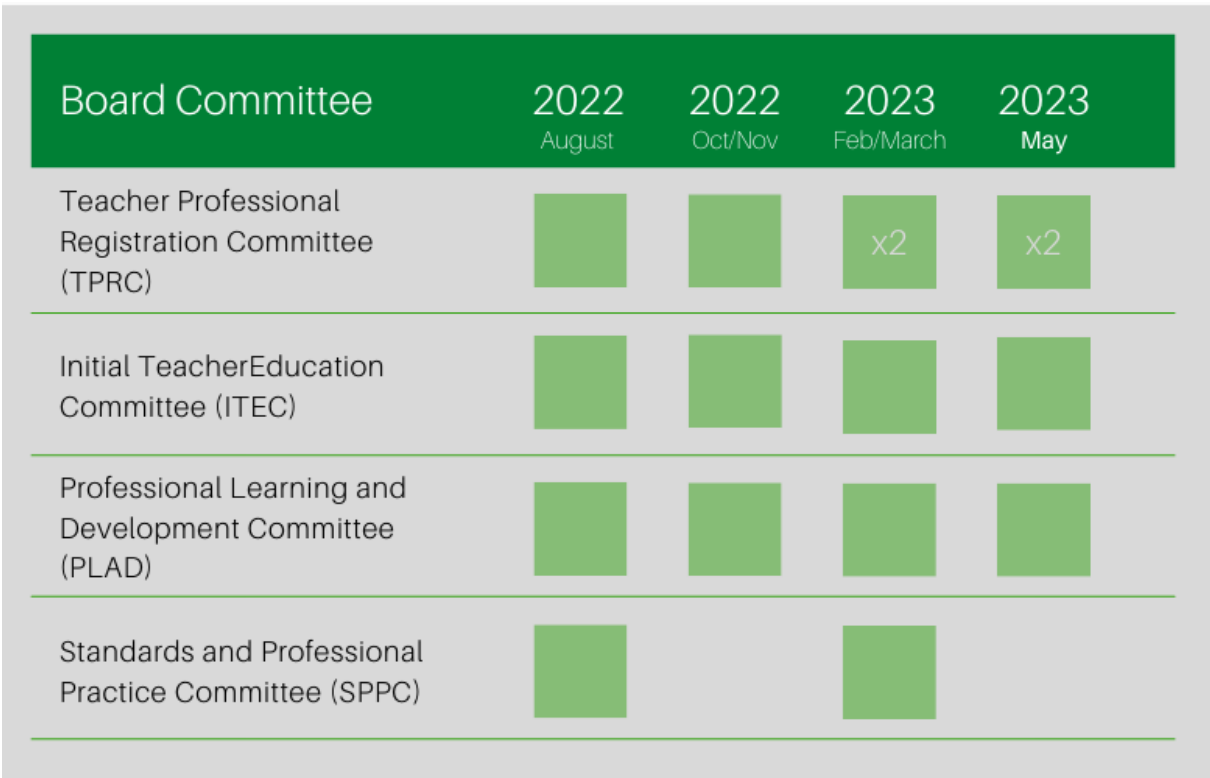 Board Committee 2022 2022 2023 2023
August Oct/Nov Feb/March May
Teacher Professional
Registration Committee
(TPRC)
x2 x2
Initial TeacherEducation
Committee (ITEC)
Professional Learning and
Development Committee
(PLAD)
Standards and Professional
Practice Committee (SPPC)